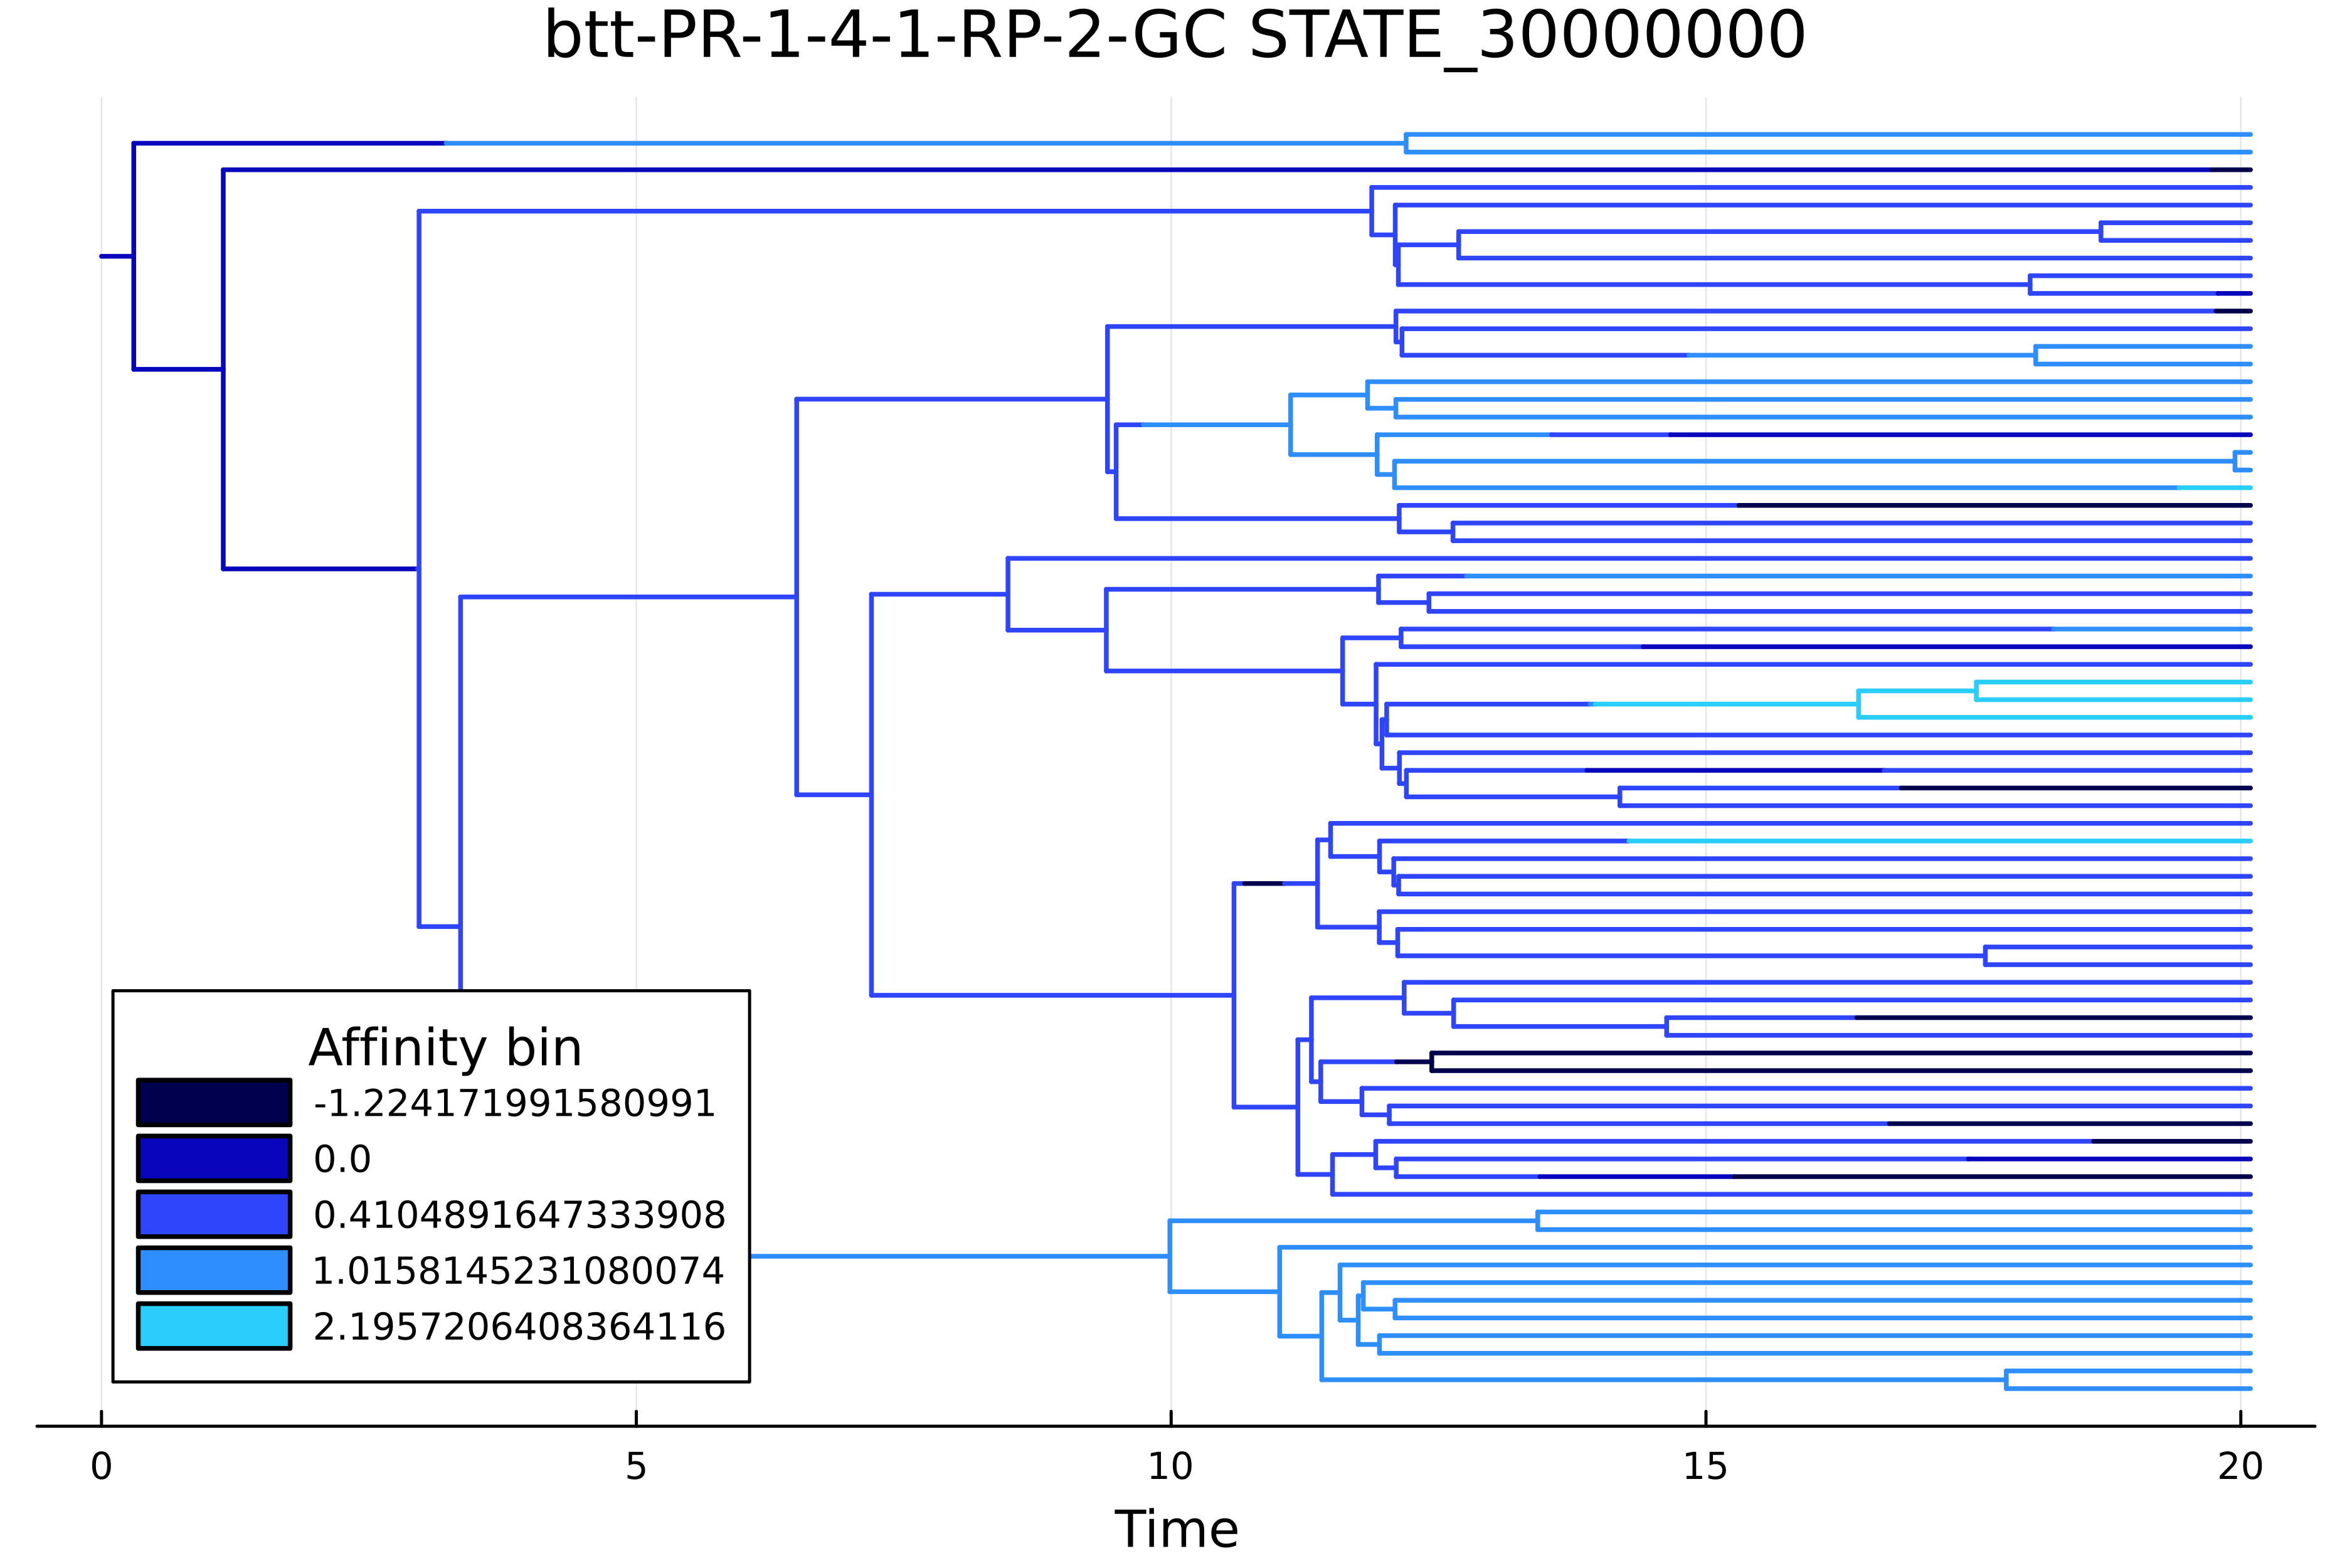 btt-PR-1-4-1-RP-2-GC STATE_30000000
Affinity bin
-1.224171991580991
0.0
0.4104891647333908
1.0158145231080074
2.1957206408364116
0 5 10 15 20
Time